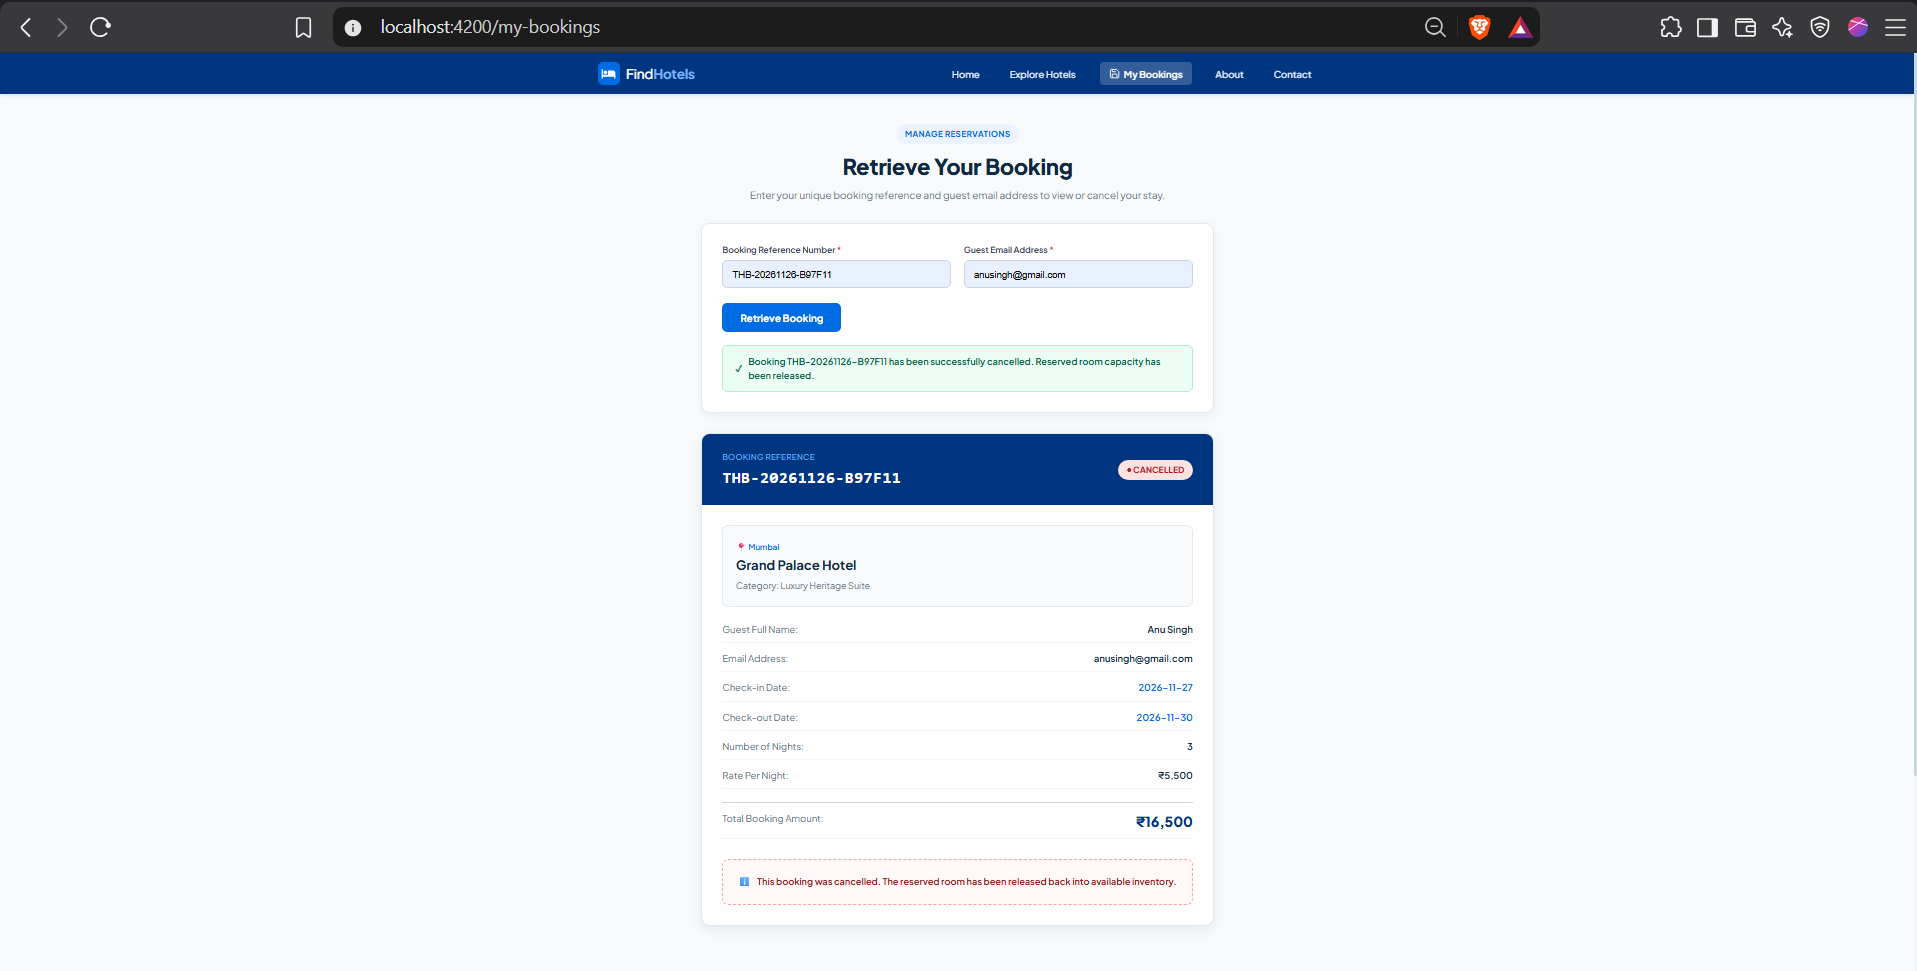 localhost:4200/my-bookings
FindHotels
Home
Explore Hotels
My Bookings
About
Contact
MANAGE RESERVATIONS
Retrieve Your Booking
Enter your unique booking reference and guest email address to view or cancel your stay.
Booking Reference Number *
Guest Email Address *
THB-20261126-B97F11
anusingh@gmail.com
Retrieve Booking
✓ Booking THB-20261126-B97F11 has been successfully cancelled. Reserved room capacity has
been released.
BOOKING REFERENCE
THB-20261126-B97F11
● CANCELLED
Mumbai
Grand Palace Hotel
Category: Luxury Heritage Suite
Guest Full Name: Anu Singh
Email Address: anusingh@gmail.com
Check-in Date: 2026-11-27
Check-out Date: 2026-11-30
Number of Nights: 3
Rate Per Night: ₹5,500
Total Booking Amount: ₹16,500
This booking was cancelled. The reserved room has been released back into available inventory.